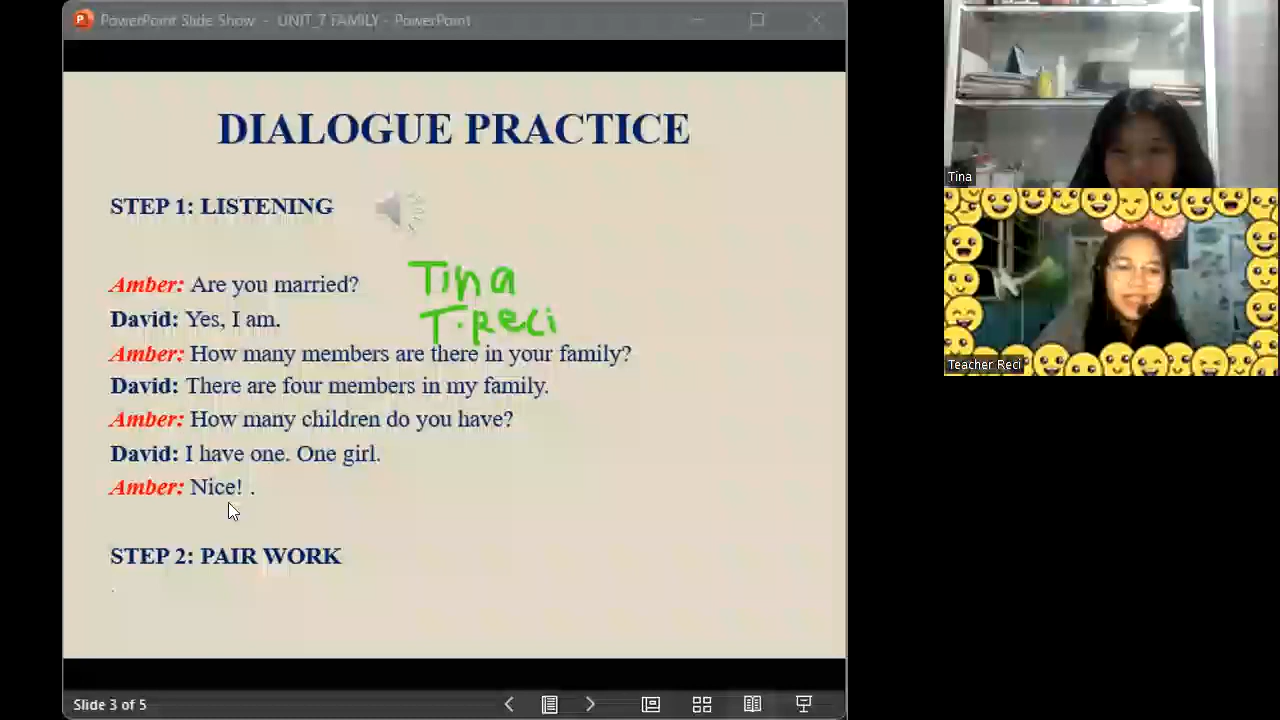 PowerPoint Slide Show - UNIT_7 FAMILY - PowerPoint
DIALOGUE PRACTICE
STEP 1: LISTENING
Amber: Are you married?
Tina
David: Yes, I am.
T. Reci
Amber: How many members are there in your family?
David: There are four members in my family.
Amber: How many children do you have?
David: I have one. One girl.
Amber: Nice! .
STEP 2: PAIR WORK
.
Slide 3 of 5
Tina
Teacher Reci